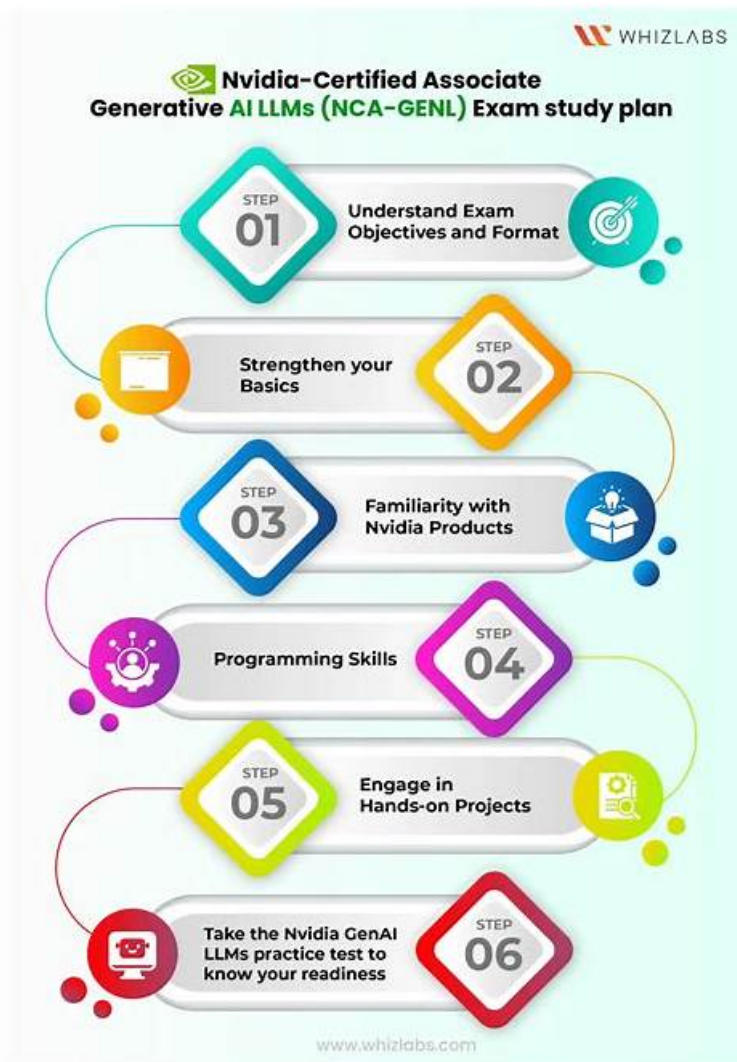 WHIZLABS
Nvidia-Certified Associate
Generative AI LLMs (NCA-GENL) Exam study plan
STEP
01
Understand Exam
Objectives and Format
Strengthen your
Basics
STEP
02
STEP
03
Familiarity with
Nvidia Products
Programming Skills
STEP
04
STEP
05
Engage in
Hands-on Projects
Take the Nvidia GenAI
LLMs practice test to
know your readiness
STEP
06
www.whizlabs.com